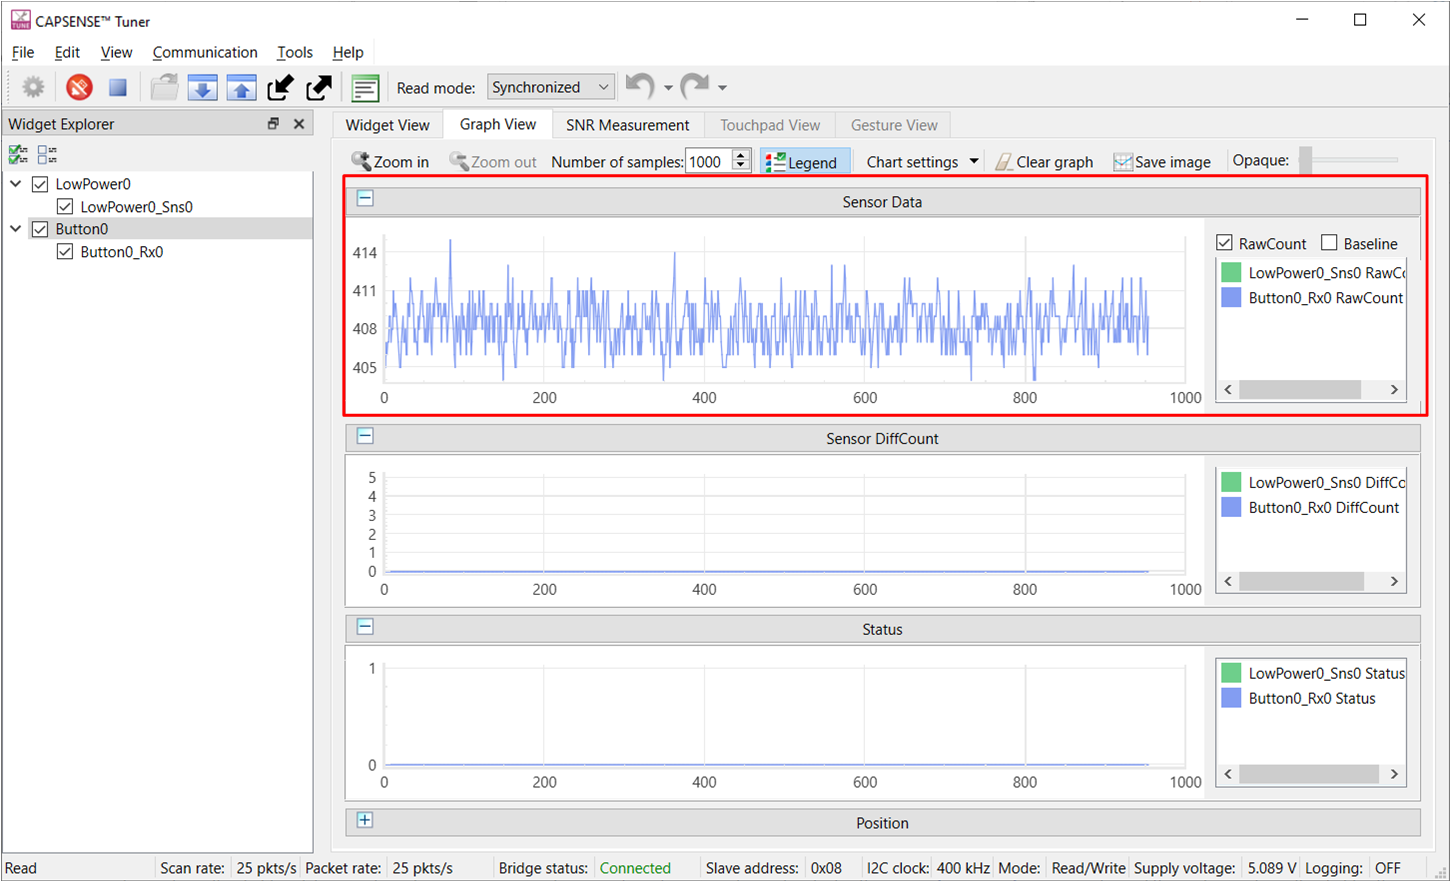 CAPSENSE™ Tuner
File Edit View Communication Tools Help
Read mode: Synchronized
Widget Explorer
LowPower0
LowPower0_Sns0
Button0
Button0_Rx0
Widget View Graph View SNR Measurement Touchpad View Gesture View
Zoom in Zoom out Number of samples: 1000 Legend Chart settings Clear graph Save image Opaque:
Sensor Data
414
411
408
405
0 200 400 600 800 1000
RawCount Baseline
LowPower0_Sns0 RawCo
Button0_Rx0 RawCount
Sensor DiffCount
5
4
3
2
1
0
0 200 400 600 800 1000
LowPower0_Sns0 DiffCo
Button0_Rx0 DiffCount
Status
1
0
0 200 400 600 800 1000
LowPower0_Sns0 Status
Button0_Rx0 Status
Position
Read Scan rate: 25 pkts/s Packet rate: 25 pkts/s Bridge status: Connected Slave address: 0x08 I2C clock: 400 kHz Mode: Read/Write Supply voltage: 5.089 V Logging: OFF